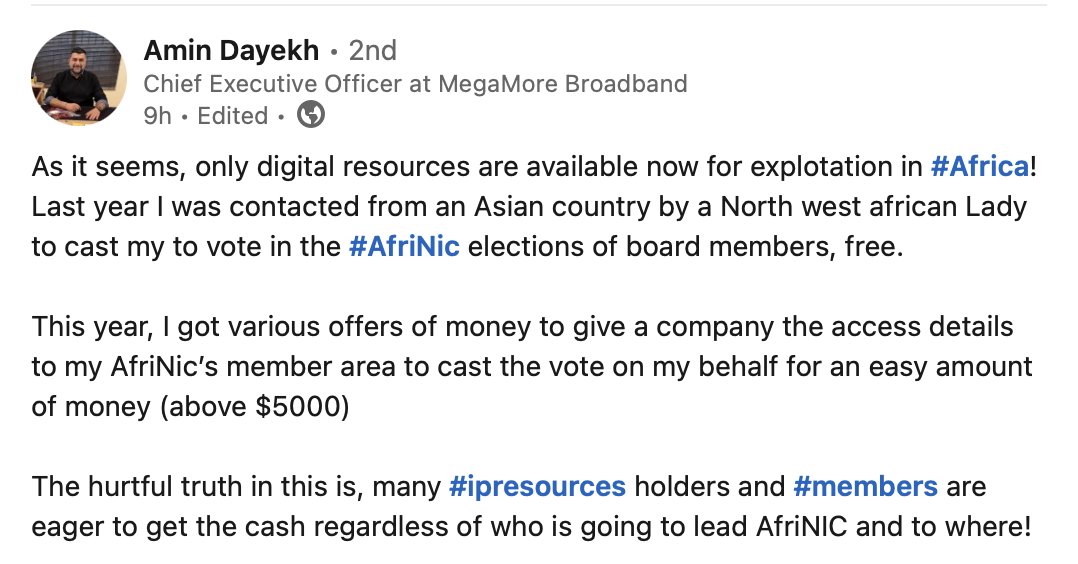 Amin Dayekh • 2nd
Chief Executive Officer at MegaMore Broadband
9h • Edited •
As it seems, only digital resources are available now for explotation in #Africa!
Last year I was contacted from an Asian country by a North west african Lady
to cast my to vote in the #AfriNic elections of board members, free.
This year, I got various offers of money to give a company the access details
to my AfriNic’s member area to cast the vote on my behalf for an easy amount
of money (above $5000)
The hurtful truth in this is, many #ipresources holders and #members are
eager to get the cash regardless of who is going to lead AfriNIC and to where!